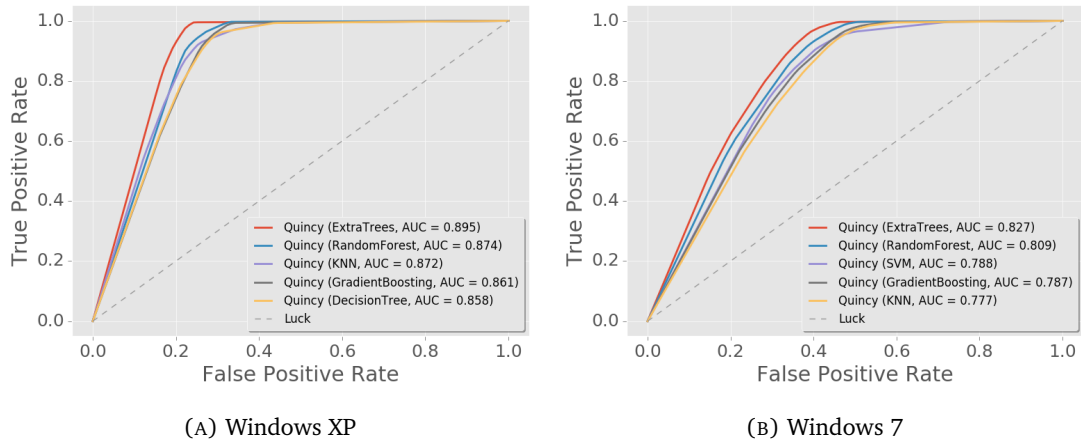 True Positive Rate
1.0
0.8
0.6
0.4
0.2
0.0
Quincy (ExtraTrees, AUC = 0.895)
Quincy (RandomForest, AUC = 0.874)
Quincy (KNN, AUC = 0.872)
Quincy (GradientBoosting, AUC = 0.861)
Quincy (DecisionTree, AUC = 0.858)
Luck
0.0 0.2 0.4 0.6 0.8 1.0
False Positive Rate
(A) Windows XP
True Positive Rate
1.0
0.8
0.6
0.4
0.2
0.0
Quincy (ExtraTrees, AUC = 0.827)
Quincy (RandomForest, AUC = 0.809)
Quincy (SVM, AUC = 0.788)
Quincy (GradientBoosting, AUC = 0.787)
Quincy (KNN, AUC = 0.777)
Luck
0.0 0.2 0.4 0.6 0.8 1.0
False Positive Rate
(B) Windows 7